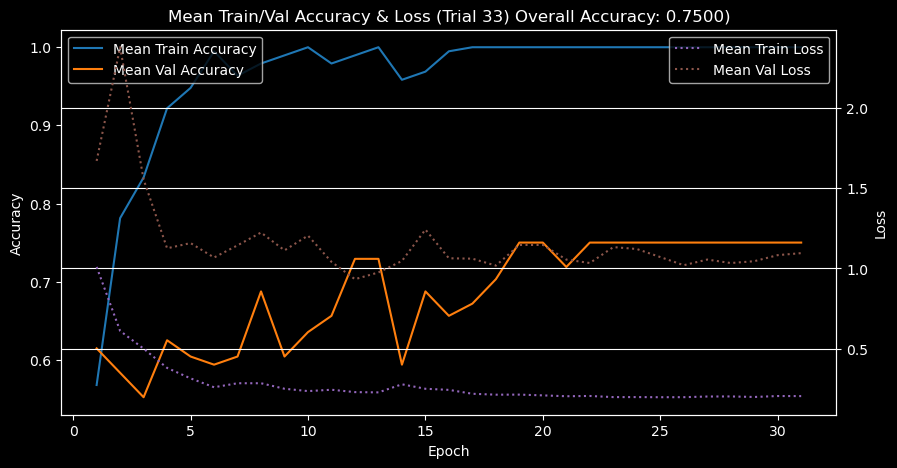 Mean Train/Val Accuracy & Loss (Trial 33) Overall Accuracy: 0.7500)
Mean Train Accuracy
Mean Val Accuracy
Mean Train Loss
Mean Val Loss
1.0
0.9
0.8
0.7
0.6
Accuracy
2.0
1.5
1.0
0.5
Loss
0
5
10
15
20
25
30
Epoch